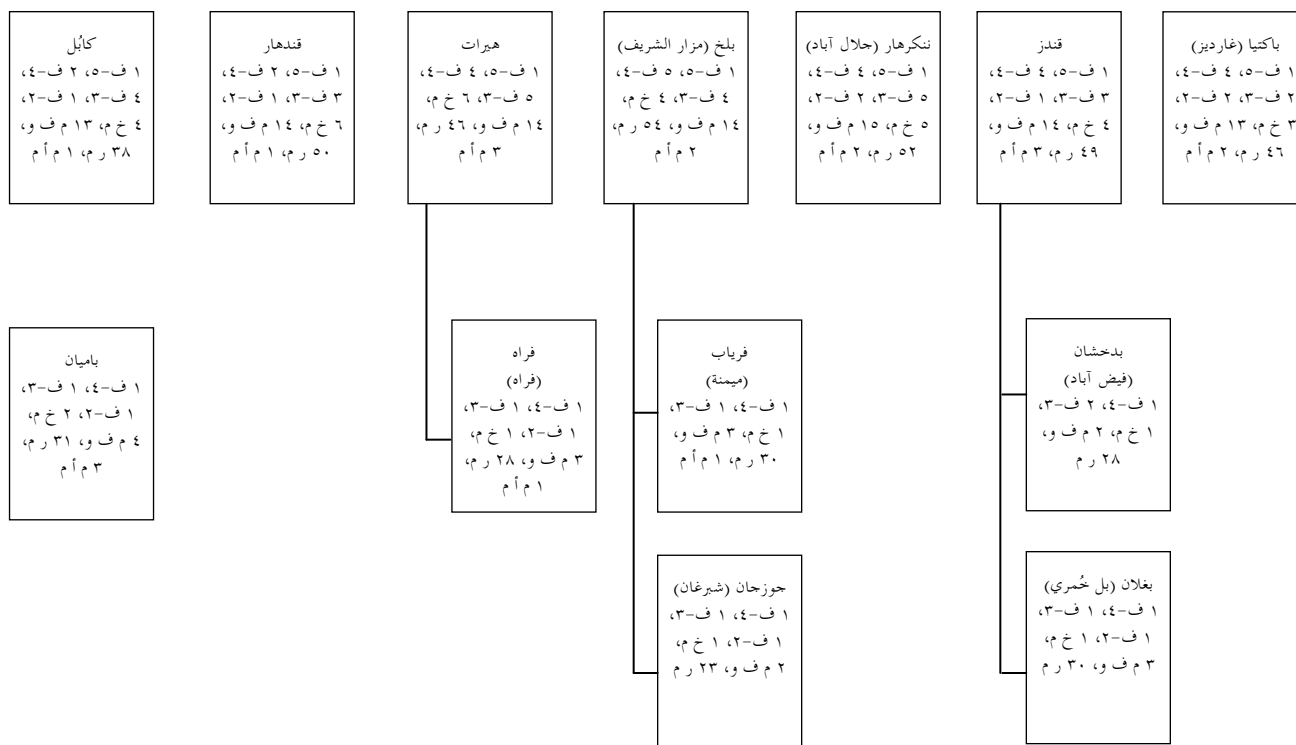 كابُل
١ ف-٥، ٢ ف-٤،
٤ ف-٣، ١ ف-٢،
٤ خ م، ١٣ م ف و،
٣٨ ر م، ١ م أ م
قندهار
١ ف-٥، ٢ ف-٤،
٣ ف-٣، ١ ف-٢،
٦ خ م، ١٤ م ف و،
٥٠ ر م، ١ م أ م
هيرات
١ ف-٥، ٤ ف-٤،
٥ ف-٣، ٦ خ م،
١٤ م ف و، ٤٦ ر م،
٣ م أ م
بلخ (مزار الشريف)
١ ف-٥، ٥ ف-٤،
٤ ف-٣، ٤ خ م،
١٤ م ف و، ٥٤ ر م،
٢ م أ م
ننكرهار (جلال آباد)
١ ف-٥، ٤ ف-٤،
٥ ف-٣، ٢ ف-٢،
٥ خ م، ١٥ م ف و،
٥٢ ر م، ٢ م أ م
قندز
١ ف-٥، ٤ ف-٤،
٣ ف-٣، ١ ف-٢،
٤ خ م، ١٤ م ف و،
٤٩ ر م، ٣ م أ م
باكتيا (غارديز)
١ ف-٥، ٤ ف-٤،
٢ ف-٣، ٢ ف-٢،
٣ خ م، ١٣ م ف و،
٤٦ ر م، ٢ م أ م
باميان
١ ف-٤، ١ ف-٣،
١ ف-٢، ٢ خ م،
٤ م ف و، ٣١ ر م،
٣ م أ م
فراه
(فراه)
١ ف-٤، ١ ف-٣،
١ ف-٢، ١ خ م،
٣ م ف و، ٢٨ ر م،
١ م أ م
فرياب
(ميمنة)
١ ف-٤، ١ ف-٣،
١ خ م، ٣ م ف و،
٣٠ ر م، ١ م أ م
بدخشان
(فيض آباد)
١ ف-٤، ٢ ف-٣،
١ خ م، ٢ م ف و،
٢٨ ر م
جوزجان (شبرغان)
١ ف-٤، ١ ف-٣،
١ ف-٢، ١ خ م،
٢ م ف و، ٢٣ ر م
بغلان (بل خُمري)
١ ف-٤، ١ ف-٣،
١ ف-٢، ١ خ م،
٣ م ف و، ٣٠ ر م